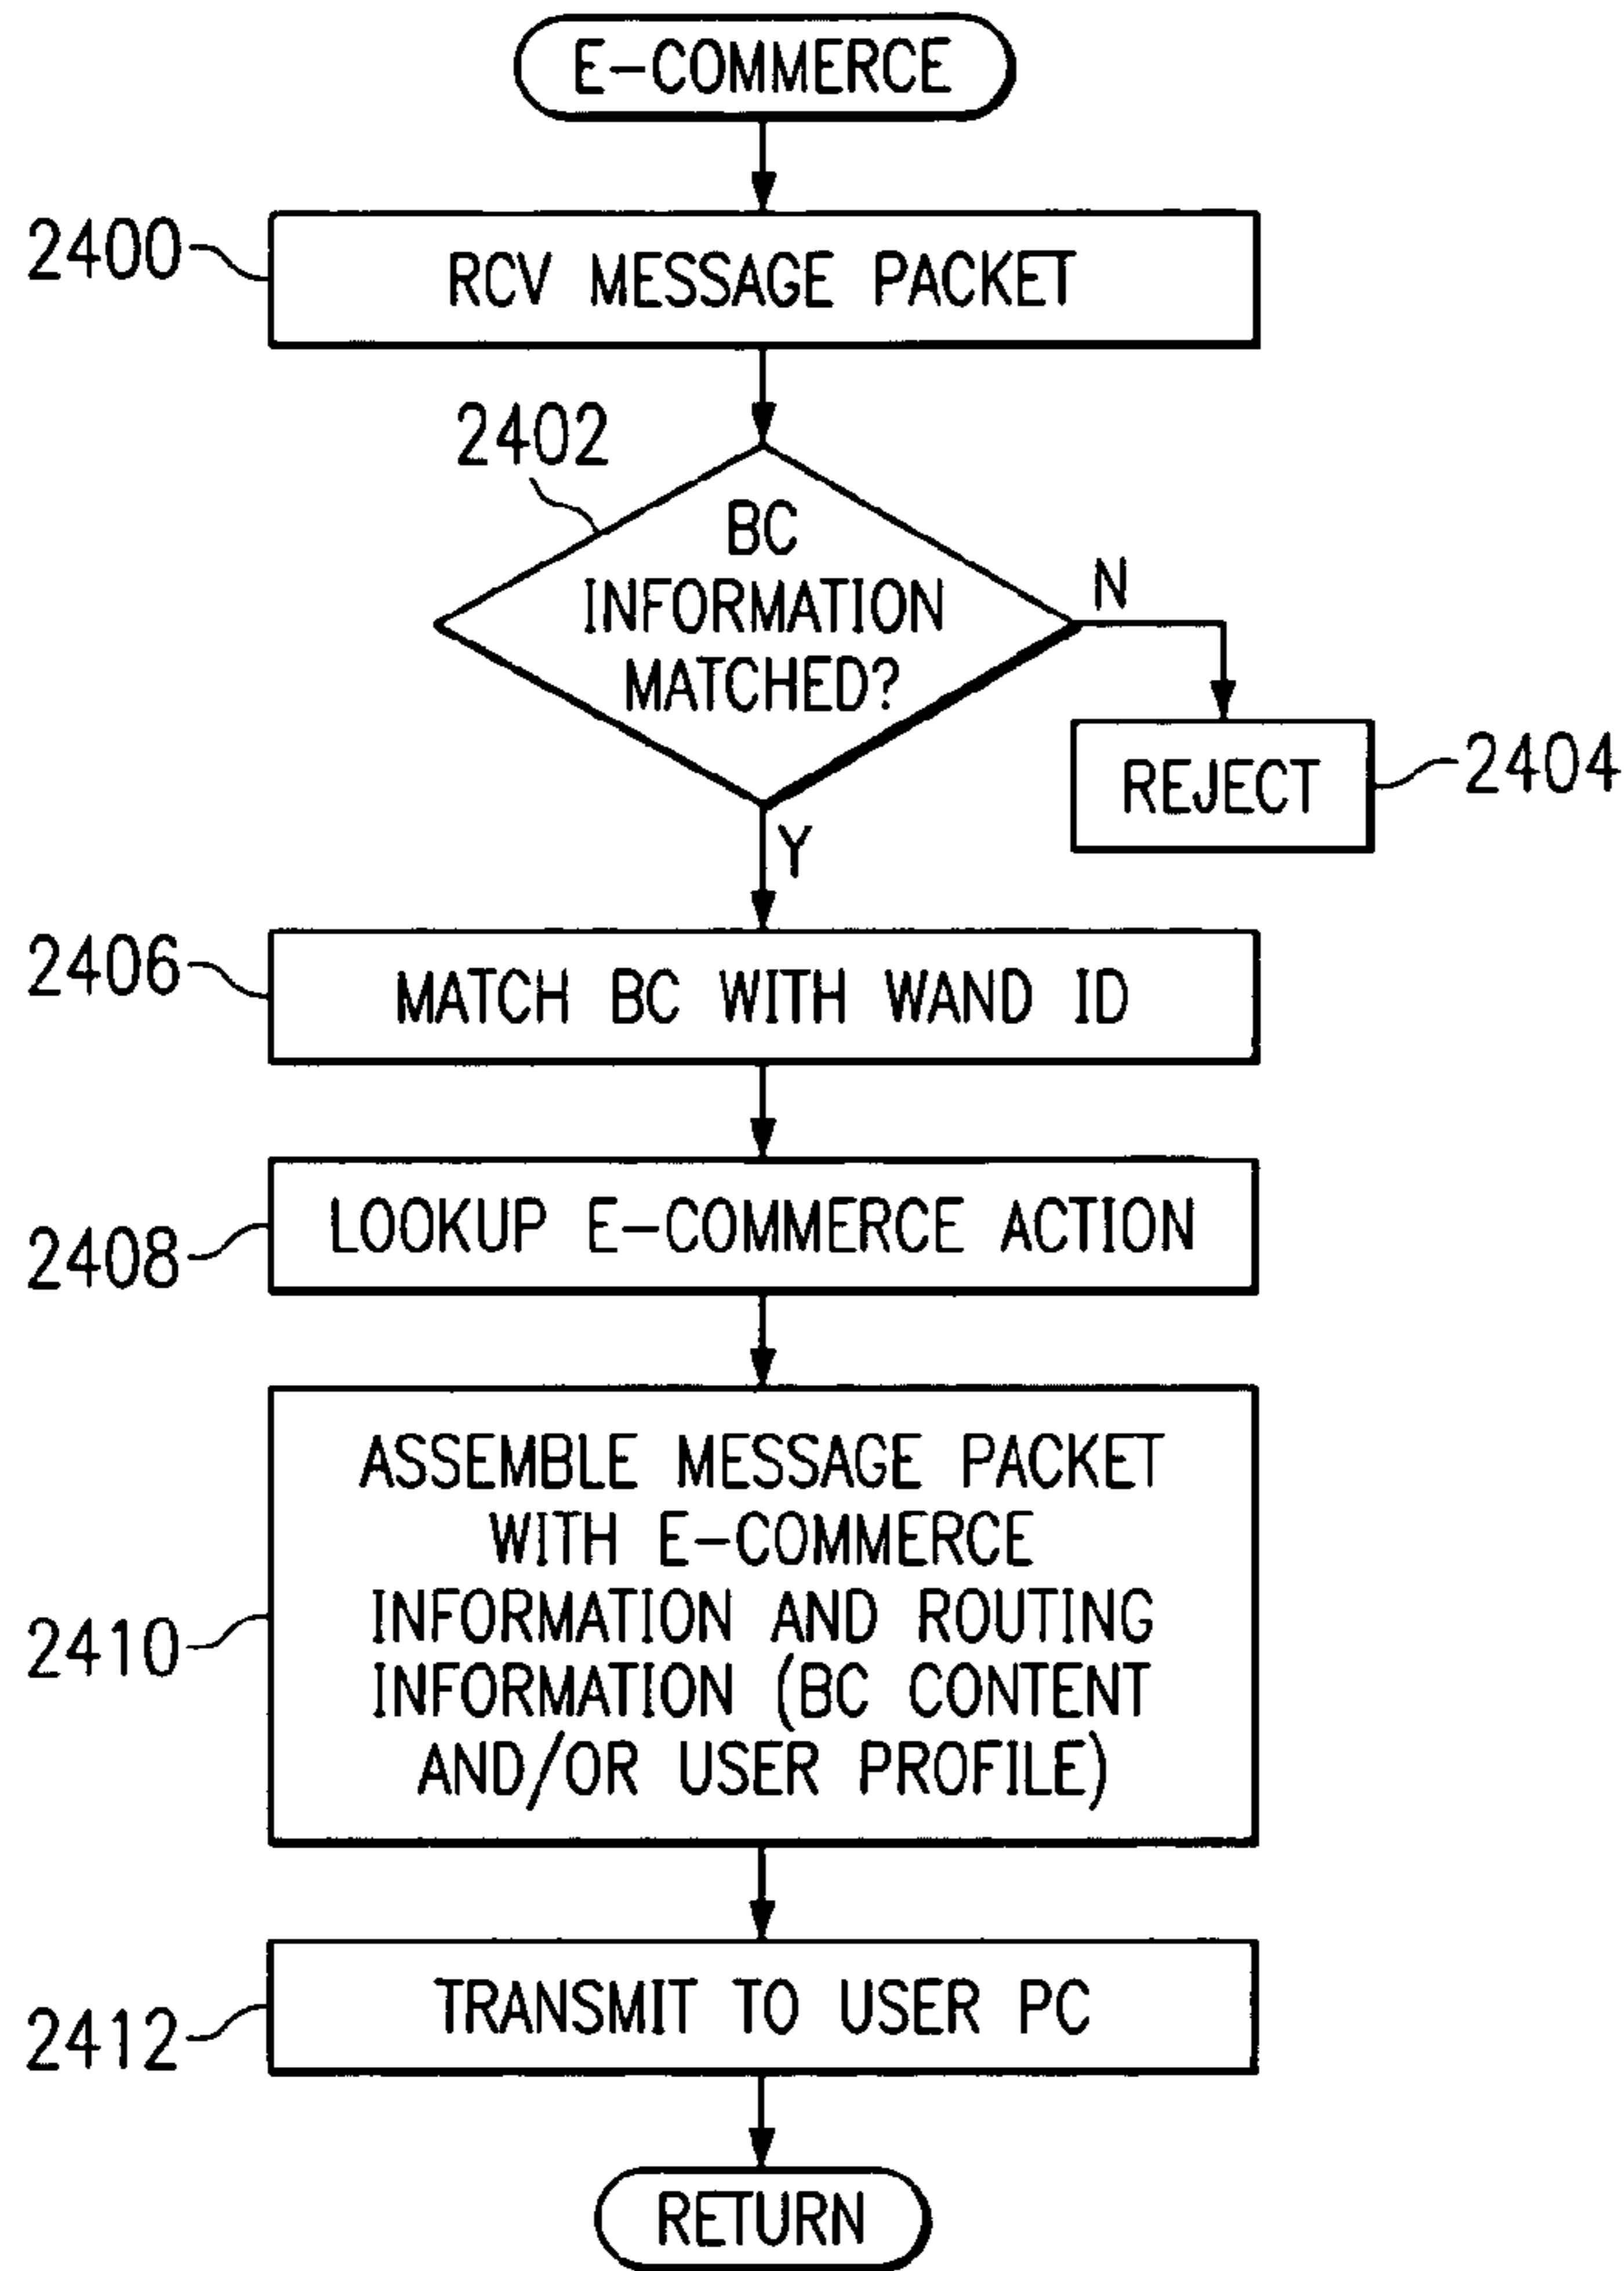 E-COMMERCE
2400
RCV MESSAGE PACKET
2402
BC
INFORMATION
MATCHED?
N
REJECT
2404
Y
2406
MATCH BC WITH WAND ID
2408
LOOKUP E-COMMERCE ACTION
2410
ASSEMBLE MESSAGE PACKET
WITH E-COMMERCE
INFORMATION AND ROUTING
INFORMATION (BC CONTENT
AND/OR USER PROFILE)
2412
TRANSMIT TO USER PC
RETURN